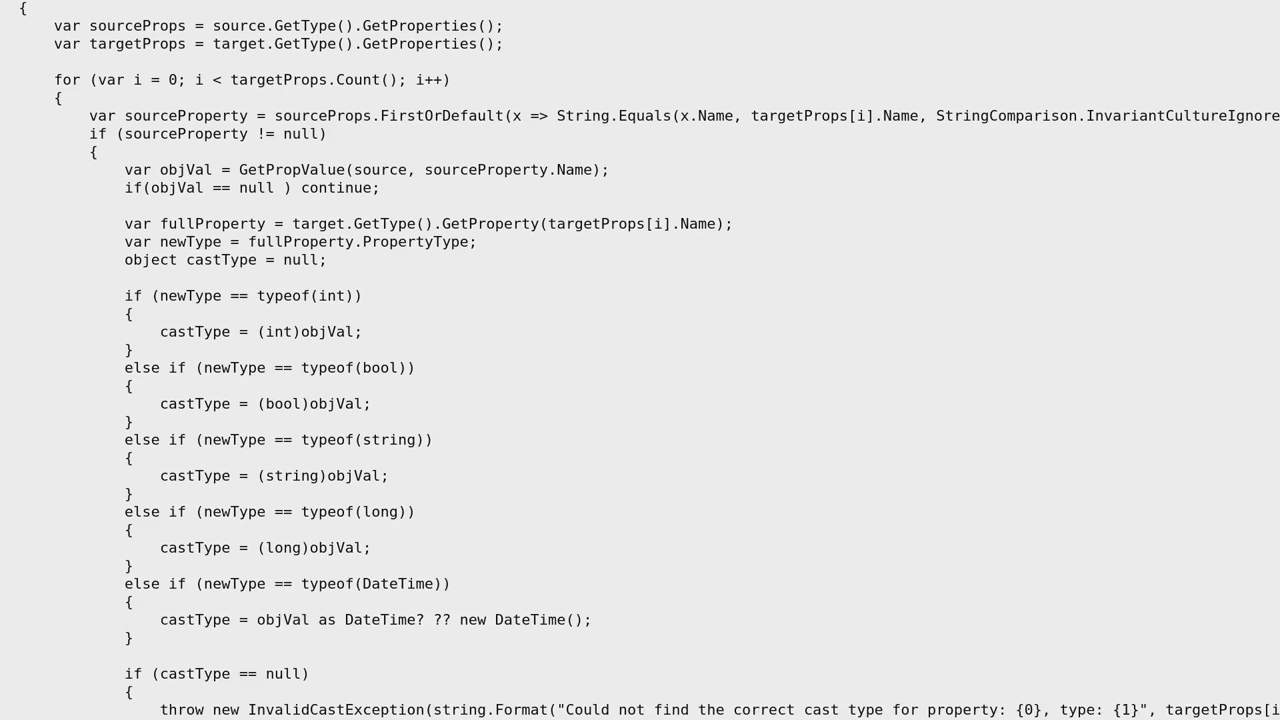 {
    var sourceProps = source.GetType().GetProperties();
    var targetProps = target.GetType().GetProperties();

    for (var i = 0; i < targetProps.Count(); i++)
    {
        var sourceProperty = sourceProps.FirstOrDefault(x => String.Equals(x.Name, targetProps[i].Name, StringComparison.InvariantCultureIgnore
        if (sourceProperty != null)
        {
            var objVal = GetPropValue(source, sourceProperty.Name);
            if(objVal == null ) continue;

            var fullProperty = target.GetType().GetProperty(targetProps[i].Name);
            var newType = fullProperty.PropertyType;
            object castType = null;

            if (newType == typeof(int))
            {
                castType = (int)objVal;
            }
            else if (newType == typeof(bool))
            {
                castType = (bool)objVal;
            }
            else if (newType == typeof(string))
            {
                castType = (string)objVal;
            }
            else if (newType == typeof(long))
            {
                castType = (long)objVal;
            }
            else if (newType == typeof(DateTime))
            {
                castType = objVal as DateTime? ?? new DateTime();
            }

            if (castType == null)
            {
                throw new InvalidCastException(string.Format("Could not find the correct cast type for property: {0}, type: {1}", targetProps[i